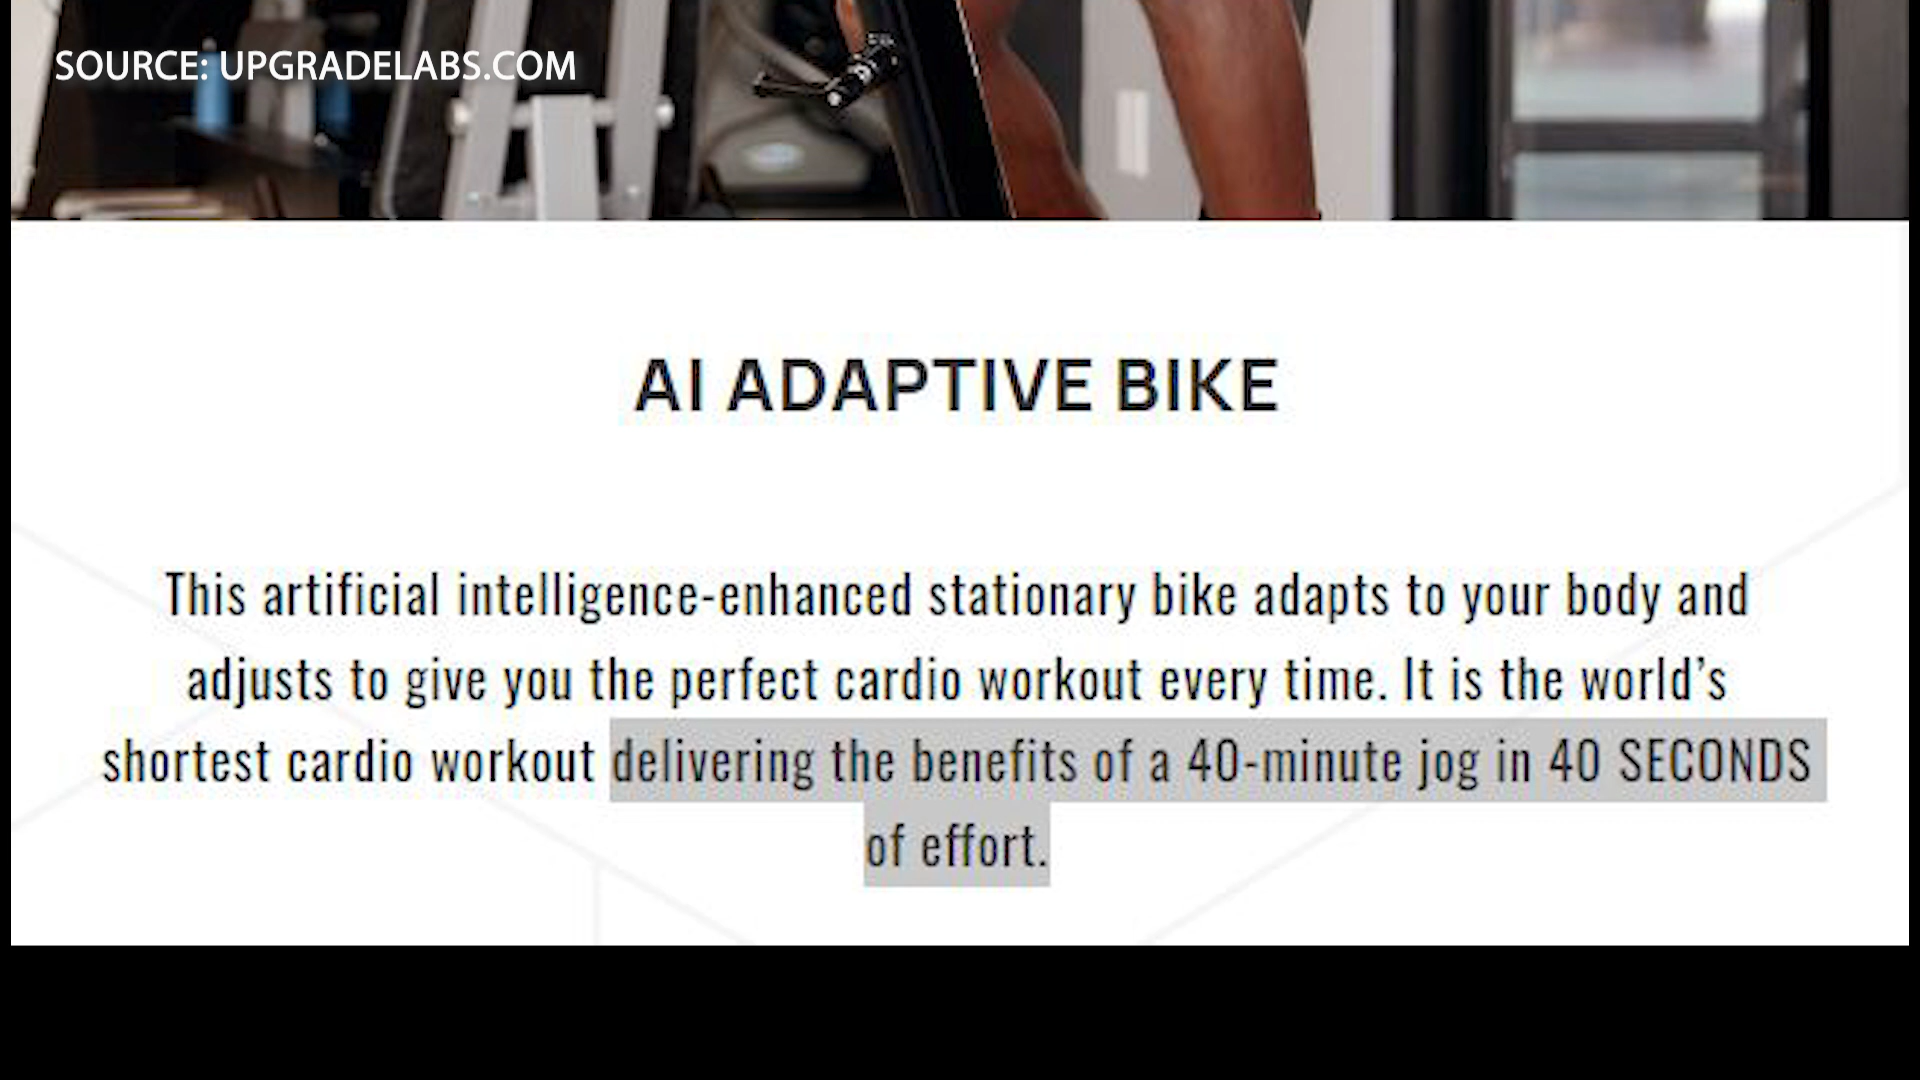 SOURCE: UPGRADELABS.COM
AI ADAPTIVE BIKE
This artificial intelligence-enhanced stationary bike adapts to your body and
adjusts to give you the perfect cardio workout every time. It is the world’s
shortest cardio workout delivering the benefits of a 40-minute jog in 40 SECONDS
of effort.